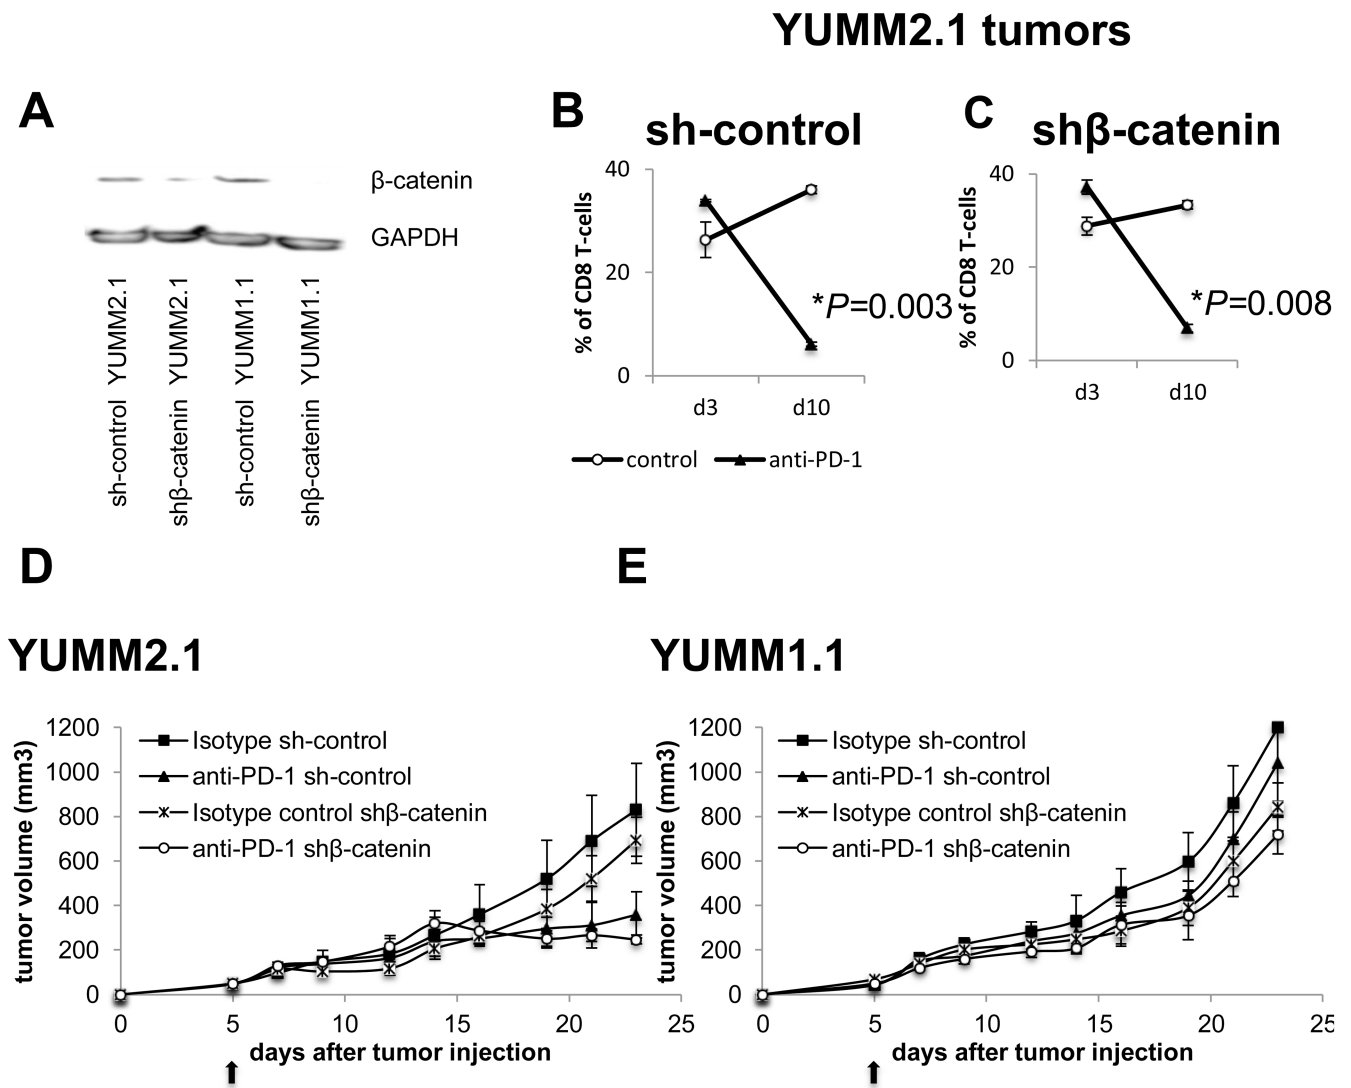 YUMM2.1 tumors
A
β-catenin
GAPDH
sh-control YUMM2.1
shβ-catenin YUMM2.1
sh-control YUMM1.1
shβ-catenin YUMM1.1
B
sh-control
% of CD8 T-cells
40
20
0
*P=0.003
d3 d10
control anti-PD-1
C
shβ-catenin
% of CD8 T-cells
40
20
0
*P=0.008
d3 d10
D
YUMM2.1
tumor volume (mm3)
1200
1000
800
600
400
200
0
Isotype sh-control
anti-PD-1 sh-control
Isotype control shβ-catenin
anti-PD-1 shβ-catenin
0 5 10 15 20 25
days after tumor injection
E
YUMM1.1
tumor volume (mm3)
1200
1000
800
600
400
200
0
Isotype sh-control
anti-PD-1 sh-control
Isotype control shβ-catenin
anti-PD-1 shβ-catenin
0 5 10 15 20 25
days after tumor injection